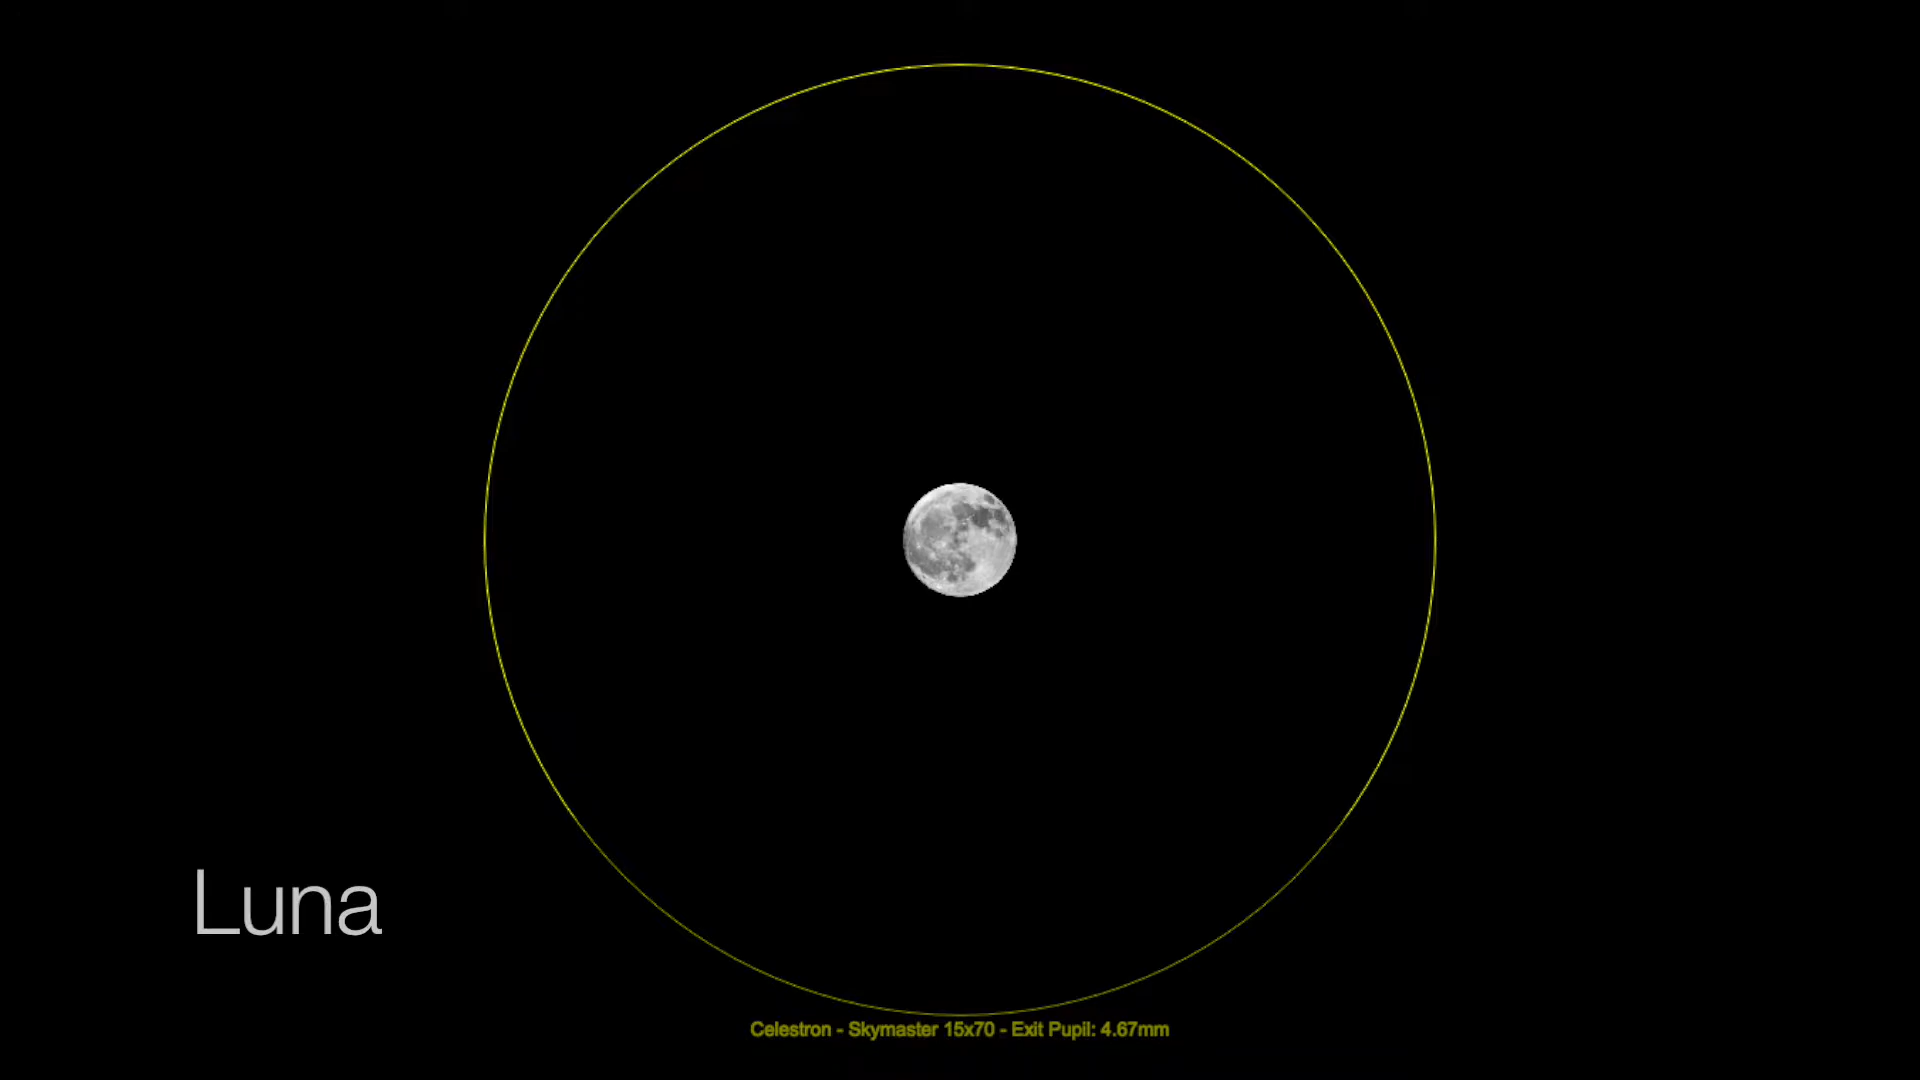 Luna
Celestron - Skymaster 15x70 - Exit Pupil: 4.67mm